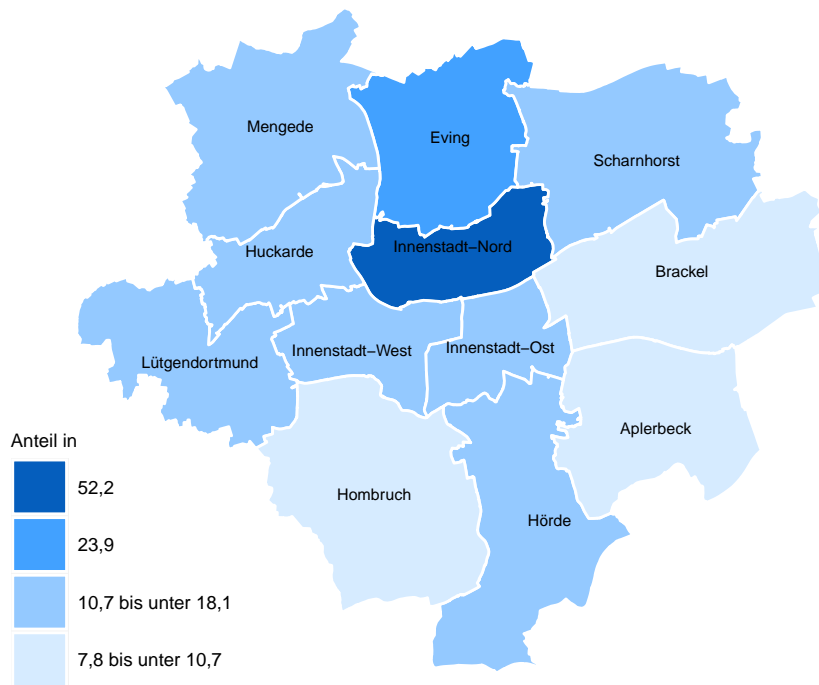 Mengede
Eving
Scharnhorst
Huckarde
Innenstadt–Nord
Brackel
Lütgendortmund
Innenstadt–West
Innenstadt–Ost
Aplerbeck
Hombruch
Hörde
Anteil in
52,2
23,9
10,7 bis unter 18,1
7,8 bis unter 10,7